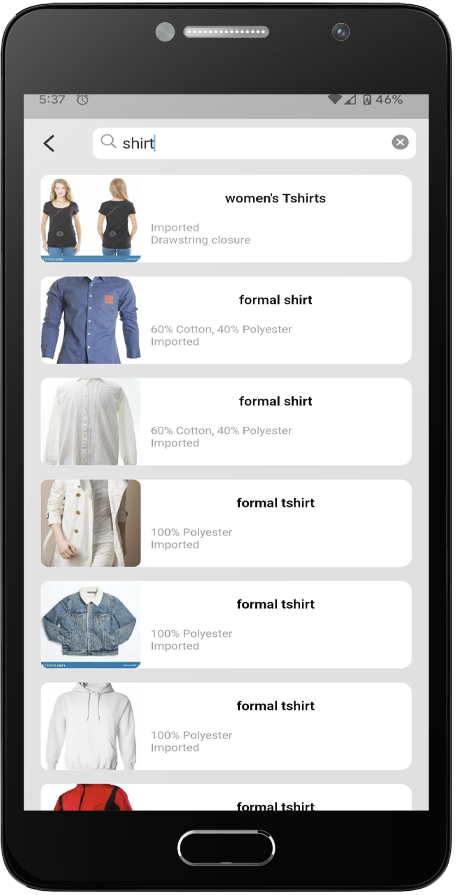 5:37 46%
shirt
women's Tshirts
Imported
Drawstring closure
formal shirt
60% Cotton, 40% Polyester
Imported
formal shirt
60% Cotton, 40% Polyester
Imported
formal tshirt
100% Polyester
Imported
formal tshirt
100% Polyester
Imported
formal tshirt
100% Polyester
Imported
formal tshirt